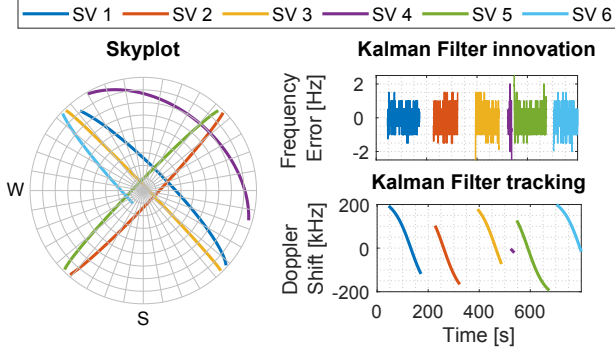 SV 1 SV 2 SV 3 SV 4 SV 5 SV 6
Skyplot
W
S
Kalman Filter innovation
Frequency
Error [Hz]
2
0
-2
Kalman Filter tracking
Doppler
Shift [kHz]
200
0
-200
0 200 400 600
Time [s]